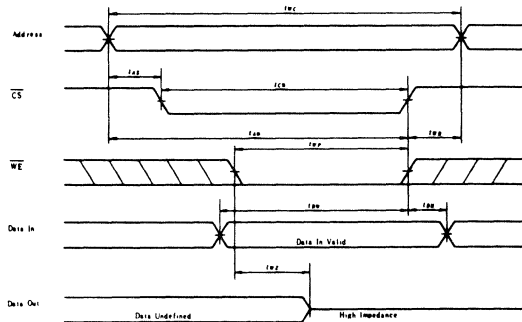 tWC
Address
tAS
tCW
CS
tAW
tWR
tWP
WE
tDW
tDH
Data In
Data In Valid
tWZ
Data Out
Data Undefined
High Impedance